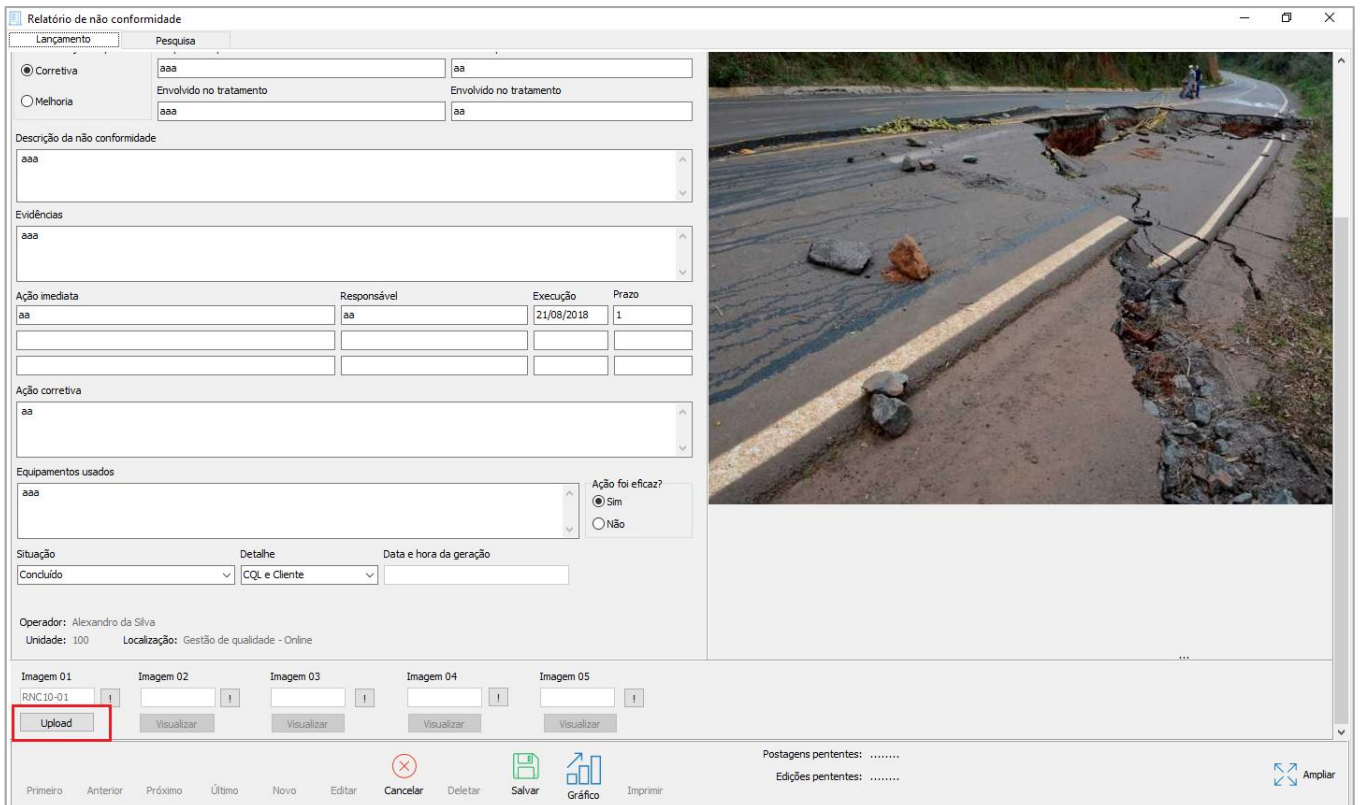 Relatório de não conformidade
Lançamento Pesquisa
Corretiva aaa aa
Envolvido no tratamento Envolvido no tratamento
Melhoria aaa aa
Descrição da não conformidade
aaa
Evidências
aaa
Ação imediata Responsável Execução Prazo
aa aa 21/08/2018 1
Ação corretiva
aa
Equipamentos usados
aaa
Ação foi eficaz?
Sim
Não
Situação Detalhe Data e hora da geração
Concluído CQL e Cliente
Operador: Alexandro da Silva
Unidade: 100 Localização: Gestão de qualidade - Online
...
Imagem 01 Imagem 02 Imagem 03 Imagem 04 Imagem 05
RNC10-01 ! ! ! ! !
Upload Visualizar Visualizar Visualizar Visualizar
Postagens pententes: ........
Edições pententes: ........
Ampliar
Primeiro Anterior Próximo Último Novo Editar Cancelar Deletar Salvar Gráfico Imprimir